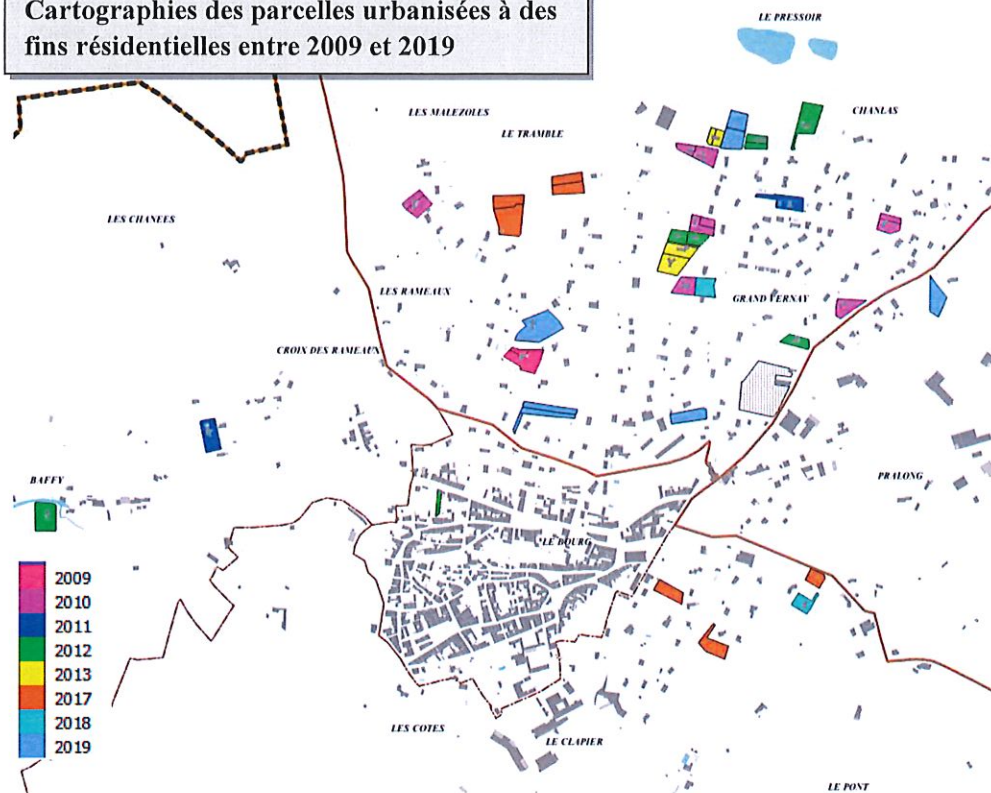 Cartographies des parcelles urbanisées à des
fins résidentielles entre 2009 et 2019
LE PRESSOIR
LES MALEZOLES
CHANLAS
LE TRAMBLE
LES CHANEES
LES RAMEAUX
GRAND VERNAY
CROIX DES RAMEAUX
BAFFY
PRALONG
LE BOURG
2009
2010
2011
2012
2013
2017
2018
2019
LES COTES
LE CLAPIER
LE PONT